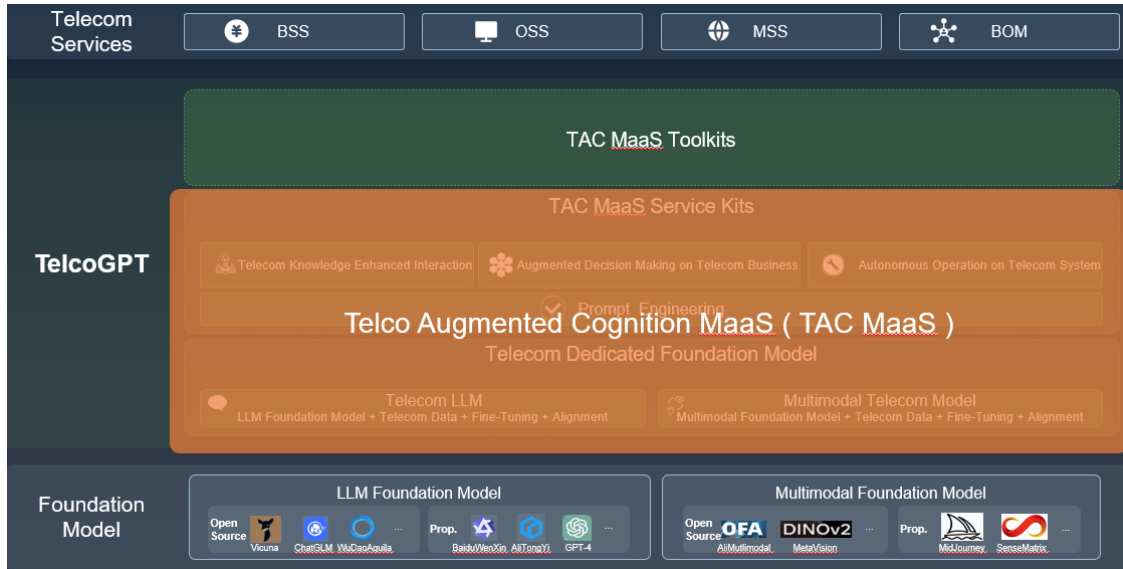 Telecom
Services
BSS
OSS
MSS
BOM
TAC MaaS Toolkits
TelcoGPT
TAC MaaS Service Kits
Telecom Knowledge Enhanced Interaction
Augmented Decision Making on Telecom Business
Autonomous Operation on Telecom System
Prompt Engineering
Telco Augmented Cognition MaaS ( TAC MaaS )
Telecom Dedicated Foundation Model
Telecom LLM
LLM Foundation Model + Telecom Data + Fine-Tuning + Alignment
Multimodal Telecom Model
Multimodal Foundation Model + Telecom Data + Fine-Tuning + Alignment
Foundation
Model
LLM Foundation Model
Open
Source
Vicuna
ChatGLM
WuDaoAquila
...
Prop.
BaiduWenXin
AliTongYi
GPT-4
...
Multimodal Foundation Model
Open
Source
OFA
AliMutlimodal
DINOv2
MetaVision
...
Prop.
MidJourney
SenseMatrix
...